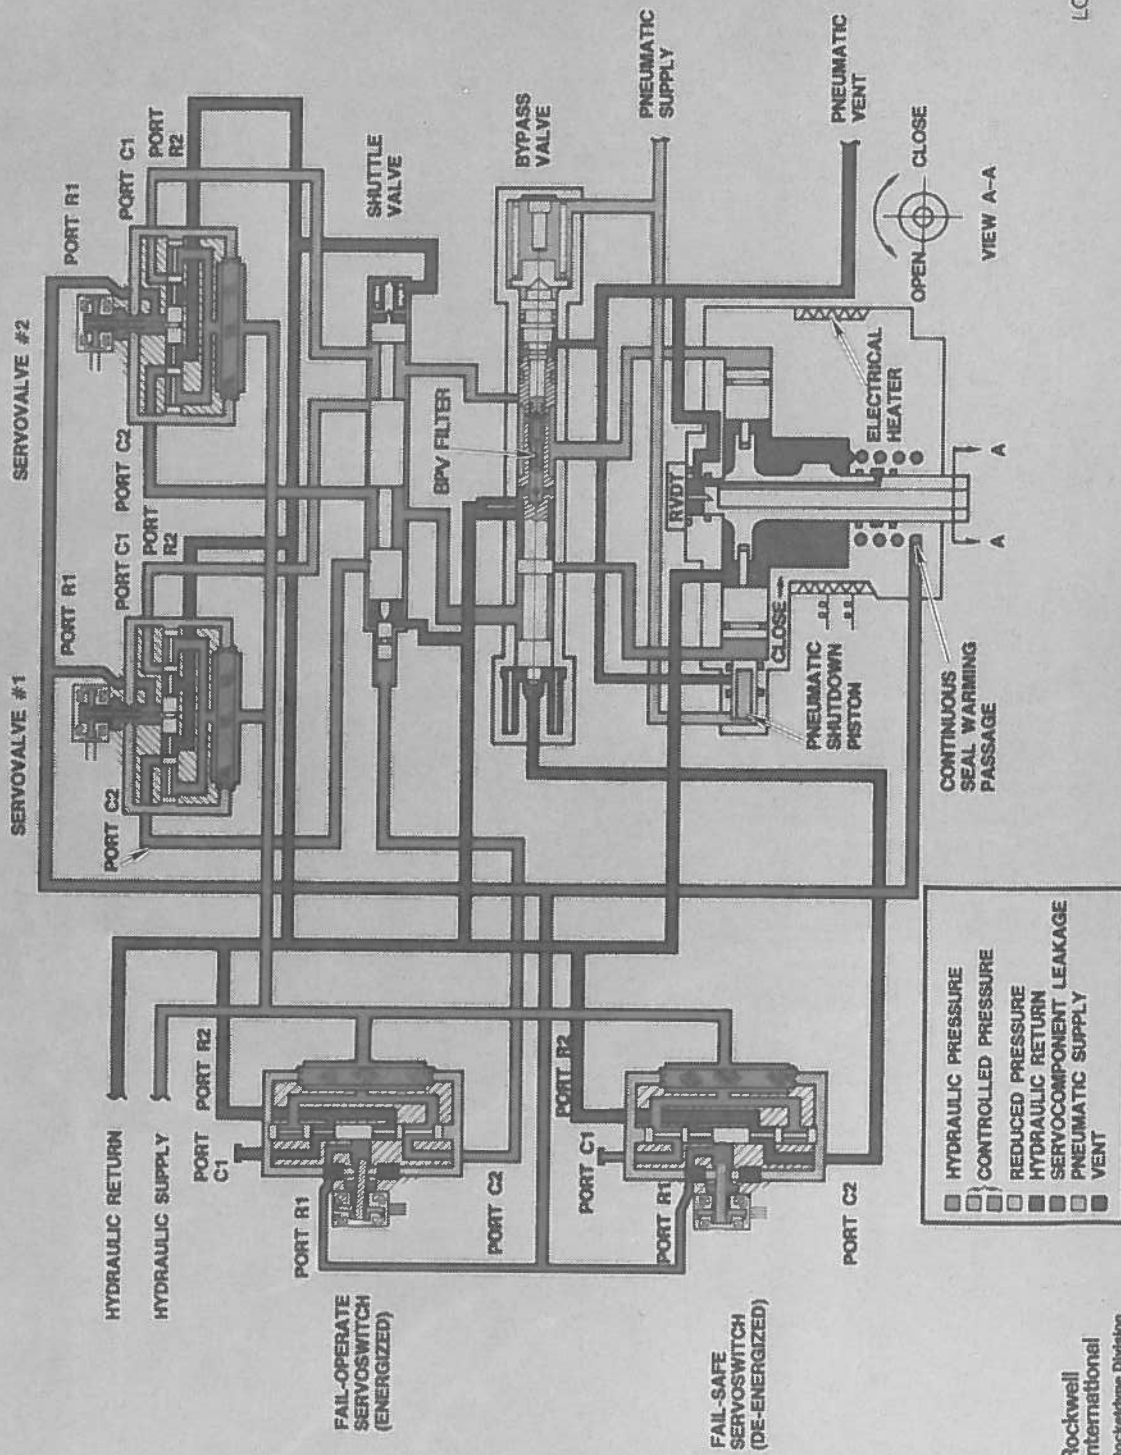 SERVOVALVE #1
SERVOVALVE #2
PORT R1
PORT R1
PORT C1
PORT R2
PORT C2
PORT C1
PORT R2
PORT C2
SHUTTLE
VALVE
BYPASS
VALVE
BPV FILTER
PNEUMATIC
SUPPLY
PNEUMATIC
VENT
OPEN
CLOSE
VIEW A-A
ELECTRICAL
HEATER
RVDT
A
A
CLOSE
PNEUMATIC
SHUTDOWN
PISTON
CONTINUOUS
SEAL WARMING
PASSAGE
HYDRAULIC RETURN
HYDRAULIC SUPPLY
PORT R2
PORT
C1
PORT R1
PORT C2
FAIL-OPERATE
SERVOSWITCH
(ENERGIZED)
PORT R2
PORT C1
PORT R1
PORT C2
FAIL-SAFE
SERVOSWITCH
(DE-ENERGIZED)
HYDRAULIC PRESSURE
CONTROLLED PRESSURE
REDUCED PRESSURE
HYDRAULIC RETURN
SERVOCOMPONENT LEAKAGE
PNEUMATIC SUPPLY
VENT
Rockwell
International
Rocketdyne Division